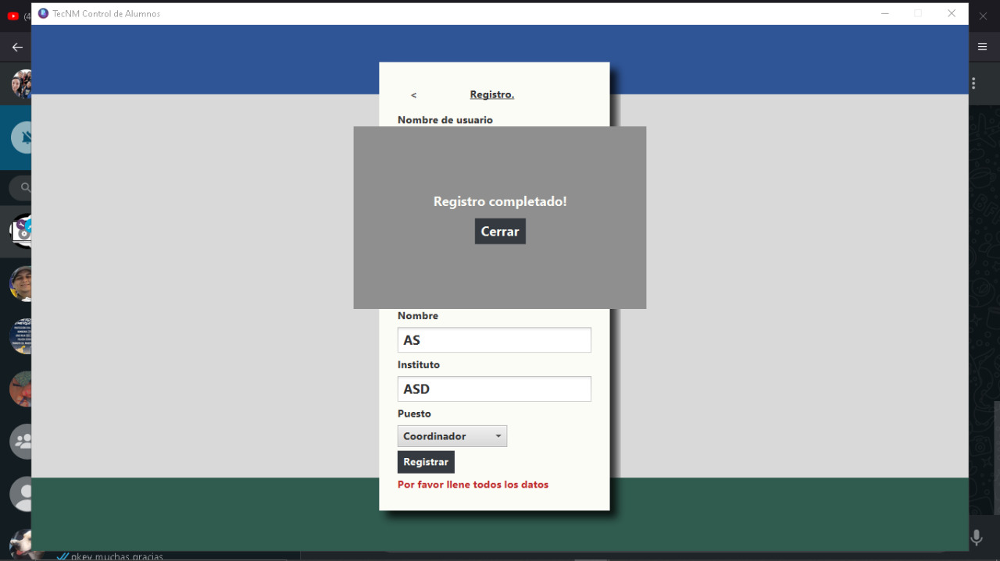 (4
TecNM Control de Alumnos
<
Registro.
Nombre de usuario
Registro completado!
Cerrar
Nombre
AS
Instituto
ASD
Puesto
Coordinador
Registrar
Por favor llene todos los datos
okey muchas gracias